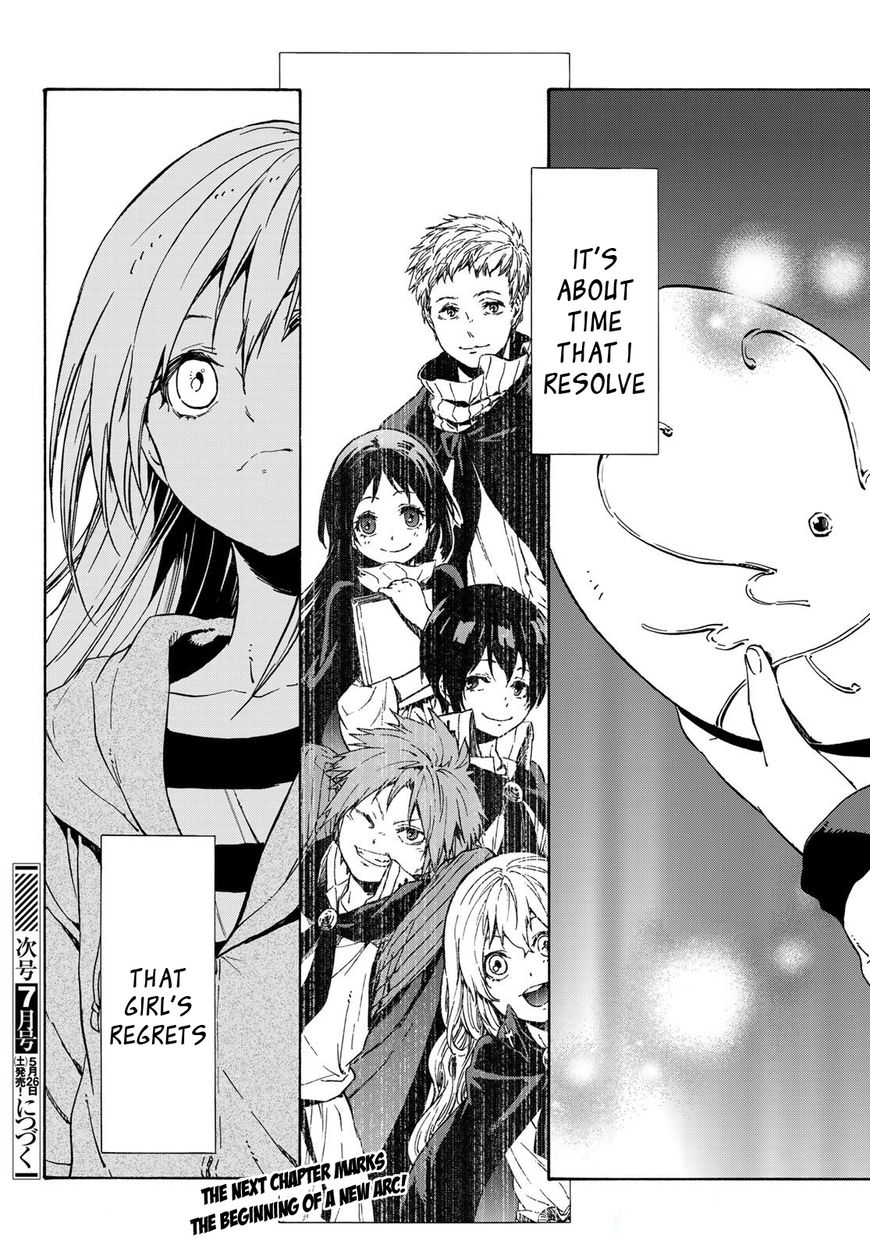 IT'S
ABOUT
TIME
THAT I
RESOLVE
THAT
GIRL'S
REGRETS
THE NEXT CHAPTER MARKS
THE BEGINNING OF A NEW ARC!
次号7月号5月26日(土)発売!につづく